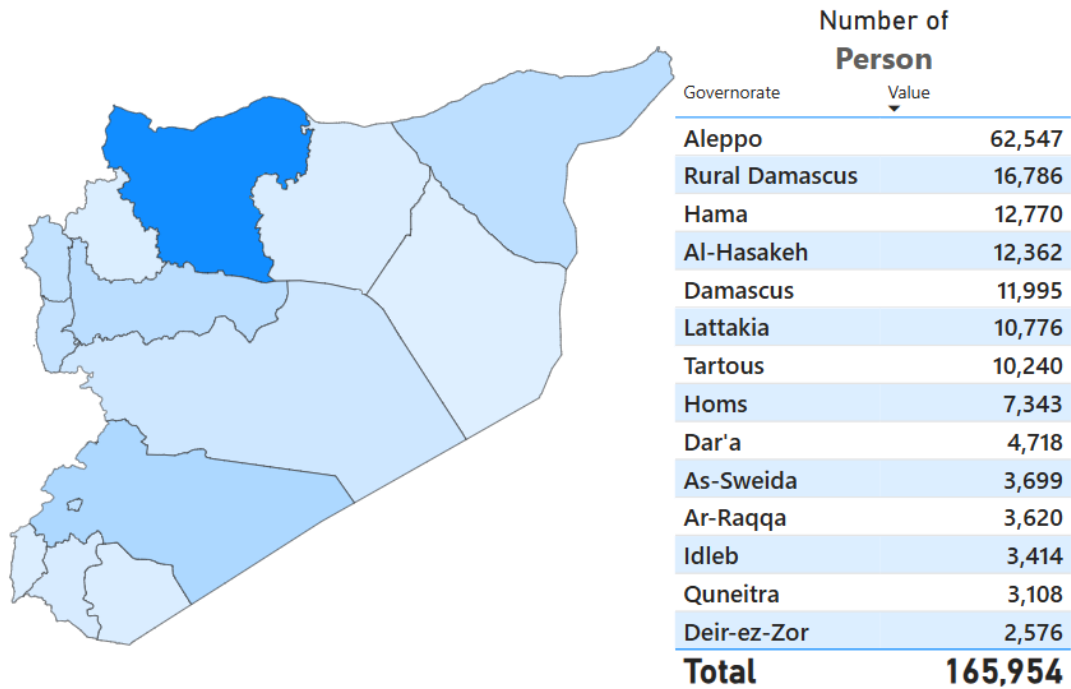 Number of
Person
Governorate Value
Aleppo 62,547
Rural Damascus 16,786
Hama 12,770
Al-Hasakeh 12,362
Damascus 11,995
Lattakia 10,776
Tartous 10,240
Homs 7,343
Dar'a 4,718
As-Sweida 3,699
Ar-Raqqa 3,620
Idleb 3,414
Quneitra 3,108
Deir-ez-Zor 2,576
Total 165,954